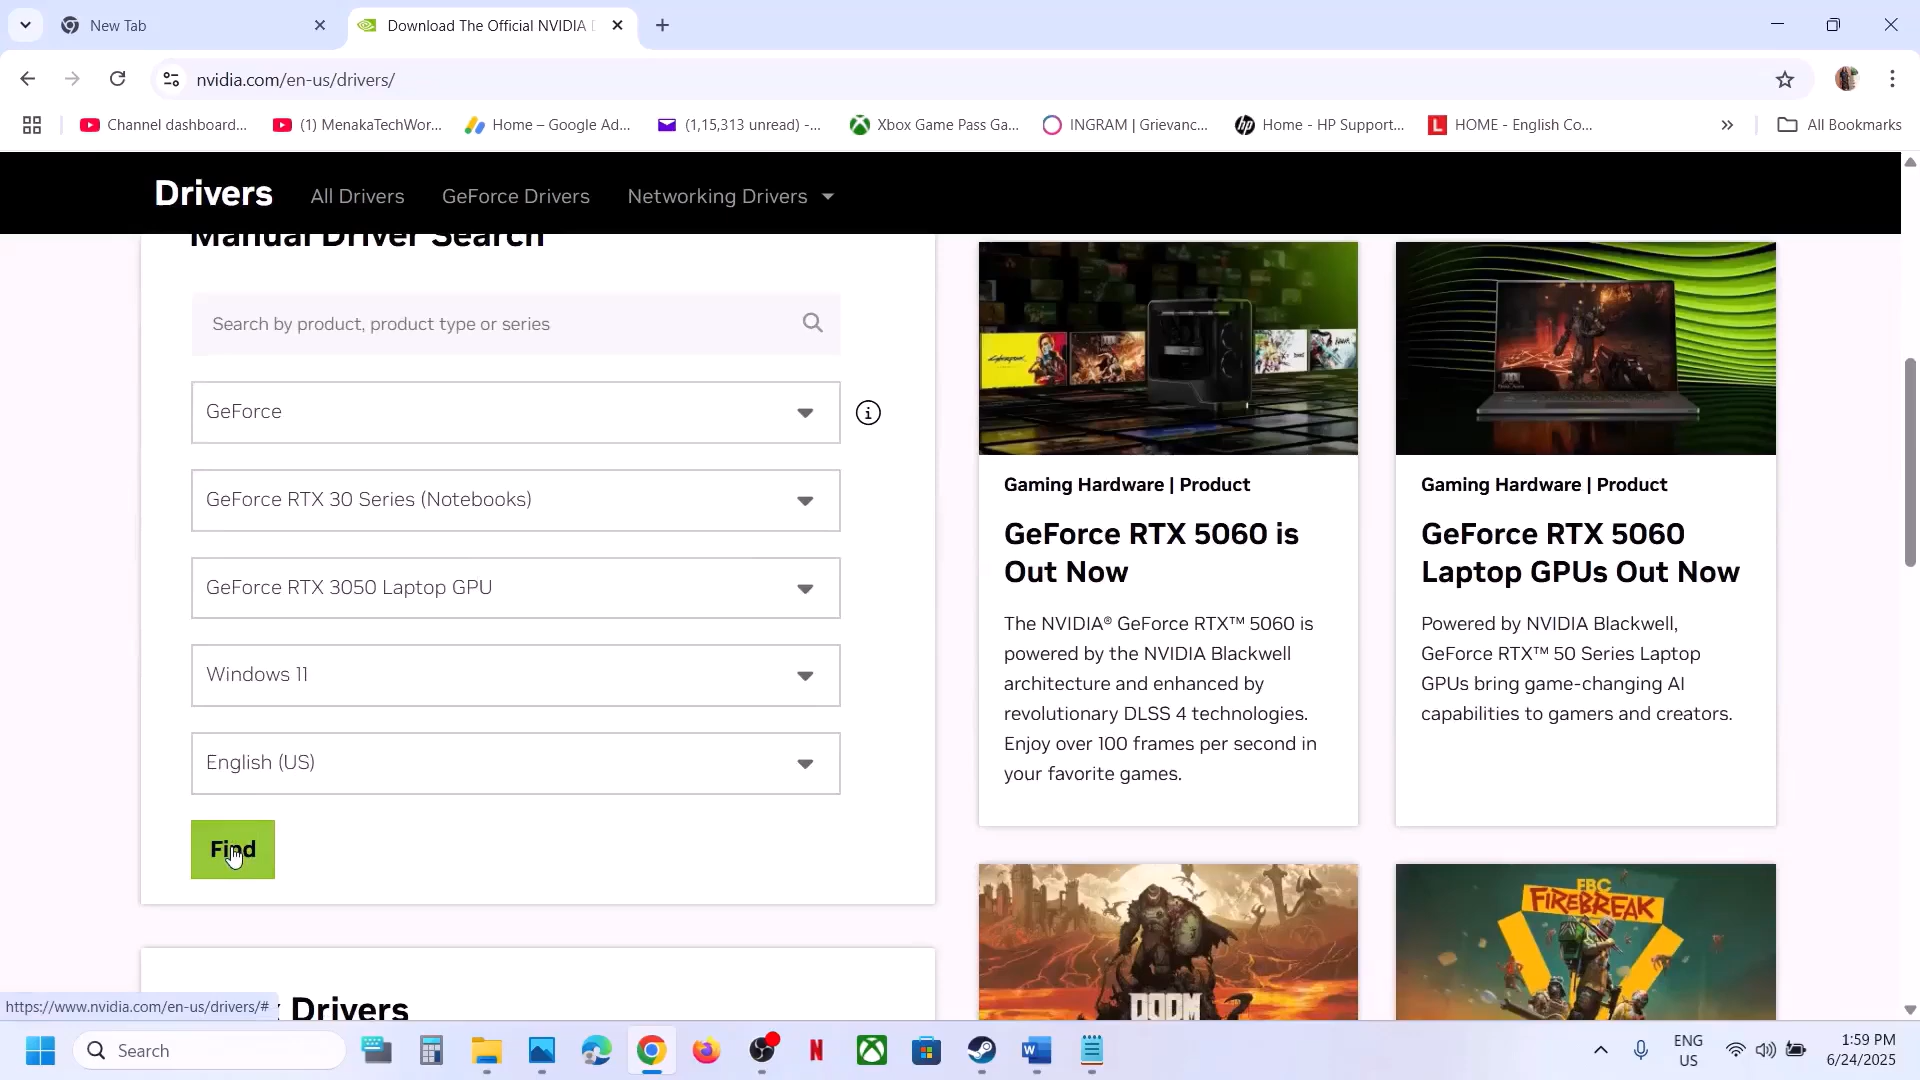 New Tab
Download The Official NVIDIA
nvidia.com/en-us/drivers/
Channel dashboard...
(1) MenakaTechWor...
Home – Google Ad...
(1,15,313 unread) -...
Xbox Game Pass Ga...
INGRAM | Grievanc...
Home - HP Support...
HOME - English Co...
All Bookmarks
Drivers
All Drivers
GeForce Drivers
Networking Drivers
Manual Driver Search
Search by product, product type or series
GeForce
GeForce RTX 30 Series (Notebooks)
GeForce RTX 3050 Laptop GPU
Windows 11
English (US)
Find
Gaming Hardware | Product
GeForce RTX 5060 is
Out Now
The NVIDIA® GeForce RTX™ 5060 is
powered by the NVIDIA Blackwell
architecture and enhanced by
revolutionary DLSS 4 technologies.
Enjoy over 100 frames per second in
your favorite games.
Gaming Hardware | Product
GeForce RTX 5060
Laptop GPUs Out Now
Powered by NVIDIA Blackwell,
GeForce RTX™ 50 Series Laptop
GPUs bring game-changing AI
capabilities to gamers and creators.
DOOM
FBC
FIREBREAK
Drivers
https://www.nvidia.com/en-us/drivers/#
Search
ENG
US
1:59 PM
6/24/2025